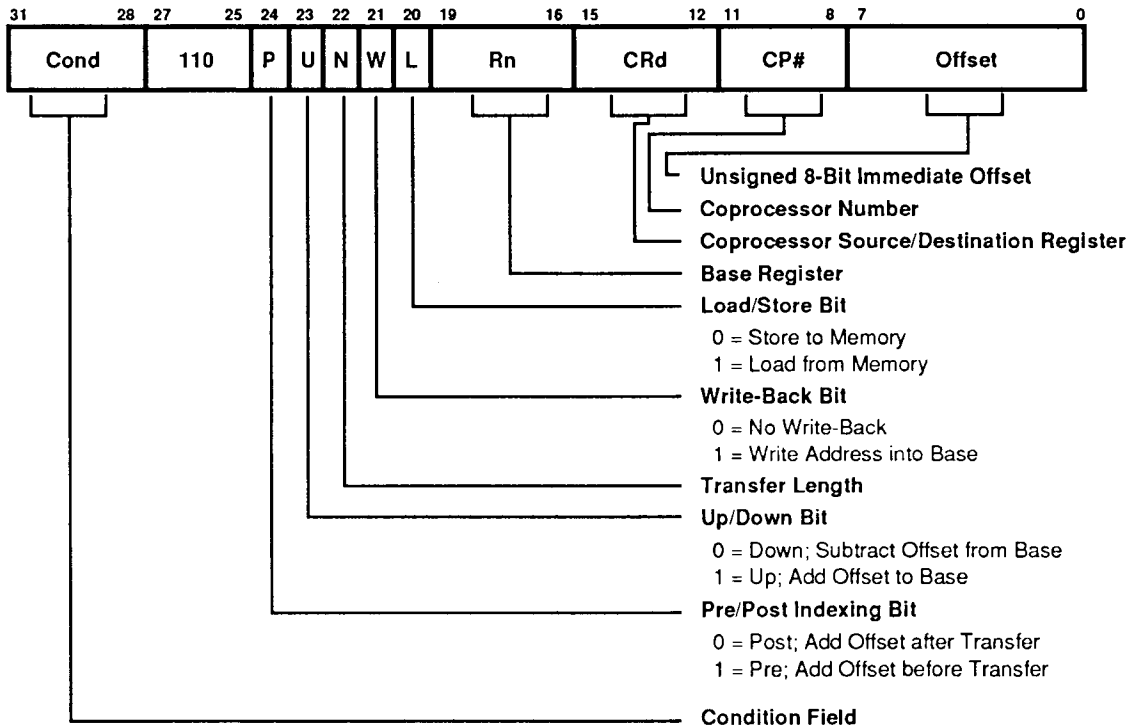 31 28 27 25 24 23 22 21 20 19 16 15 12 11 8 7 0
Cond 110 P U N W L Rn CRd CP# Offset
Unsigned 8-Bit Immediate Offset
Coprocessor Number
Coprocessor Source/Destination Register
Base Register
Load/Store Bit
0 = Store to Memory
1 = Load from Memory
Write-Back Bit
0 = No Write-Back
1 = Write Address into Base
Transfer Length
Up/Down Bit
0 = Down; Subtract Offset from Base
1 = Up; Add Offset to Base
Pre/Post Indexing Bit
0 = Post; Add Offset after Transfer
1 = Pre; Add Offset before Transfer
Condition Field